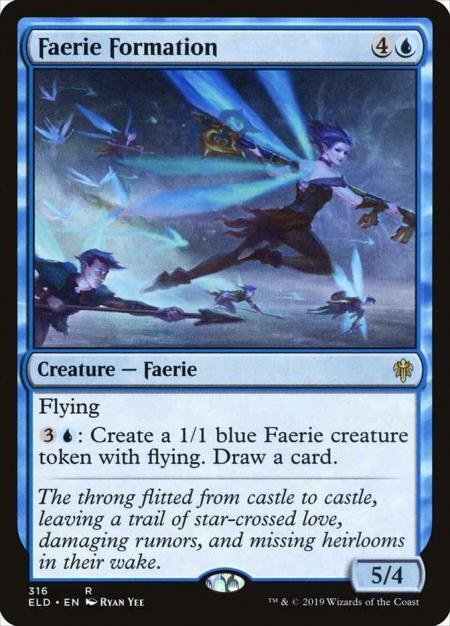 Faerie Formation 4
Creature — Faerie
Flying
3 : Create a 1/1 blue Faerie creature
token with flying. Draw a card.
The throng flitted from castle to castle,
leaving a trail of star-crossed love,
damaging rumors, and missing heirlooms
in their wake.
5/4
316 R
ELD • EN Ryan Yee
™ & © 2019 Wizards of the Coast